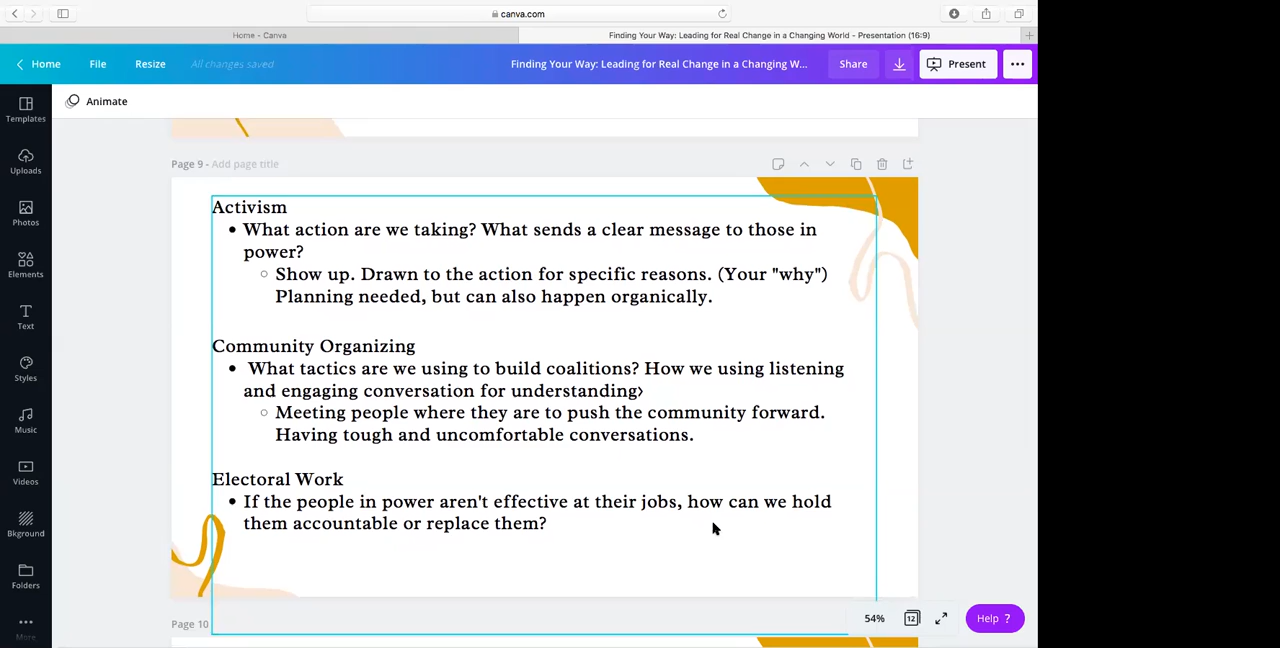 canva.com
Home - Canva
Finding Your Way: Leading for Real Change in a Changing World - Presentation (16:9)
Home
File
Resize
All changes saved
Finding Your Way: Leading for Real Change in a Changing W...
Share
Present
Animate
Templates
Uploads
Photos
Elements
Text
Styles
Music
Videos
Bkground
Folders
More
Page 9 - Add page title
Activism
• What action are we taking? What sends a clear message to those in
power?
○ Show up. Drawn to the action for specific reasons. (Your "why")
Planning needed, but can also happen organically.
Community Organizing
• What tactics are we using to build coalitions? How we using listening
and engaging conversation for understanding>
○ Meeting people where they are to push the community forward.
Having tough and uncomfortable conversations.
Electoral Work
• If the people in power aren't effective at their jobs, how can we hold
them accountable or replace them?
Page 10
54%
12
Help ?